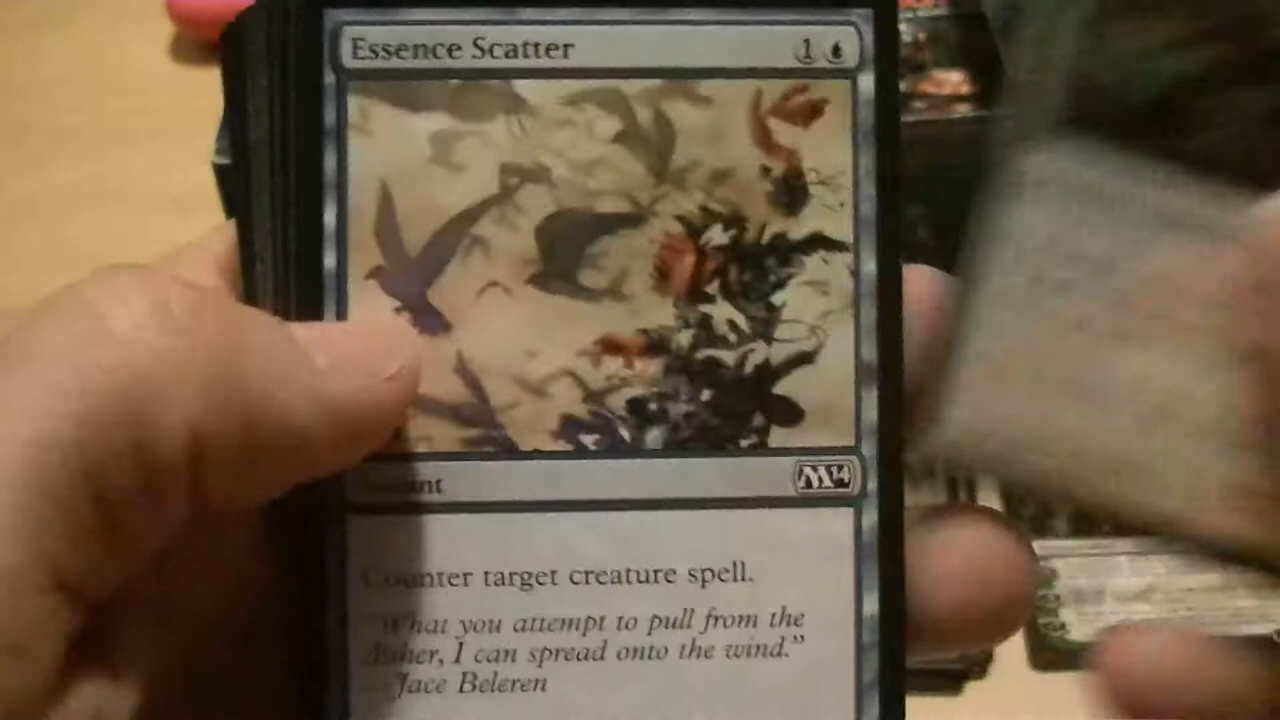 Essence Scatter 1
M14
Counter target creature spell.
"What you attempt to pull from the
Æther, I can spread onto the wind."
Jace Beleren